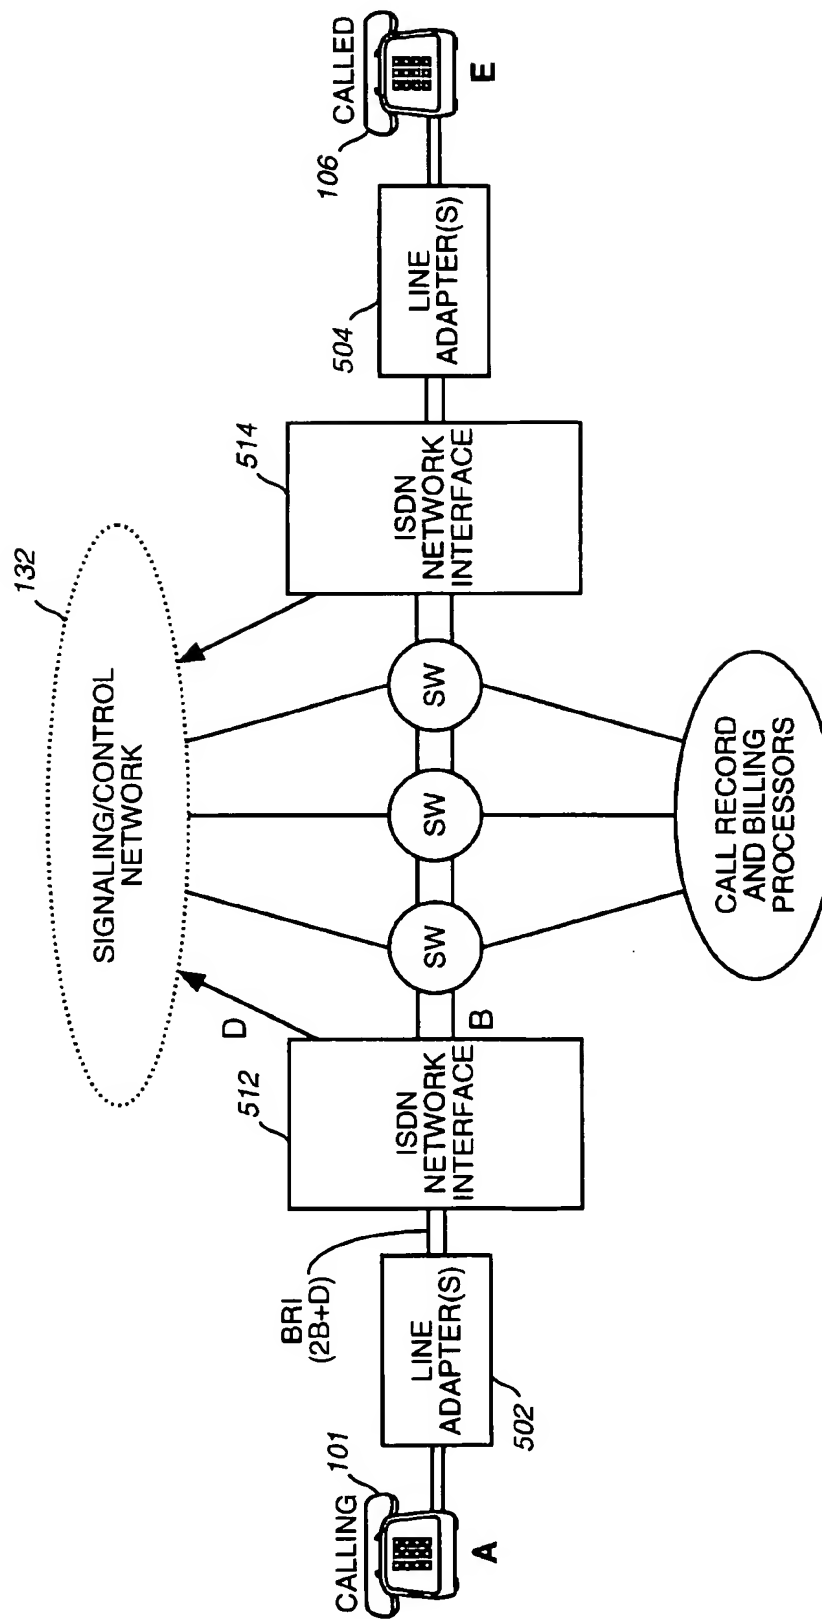 SIGNALING/CONTROL
NETWORK
132
CALLING
101
A
LINE
ADAPTER(S)
502
BRI
(2B+D)
ISDN
NETWORK
INTERFACE
512
D
B
SW
SW
SW
ISDN
NETWORK
INTERFACE
514
LINE
ADAPTER(S)
504
CALLED
106
E
CALL RECORD
AND BILLING
PROCESSORS